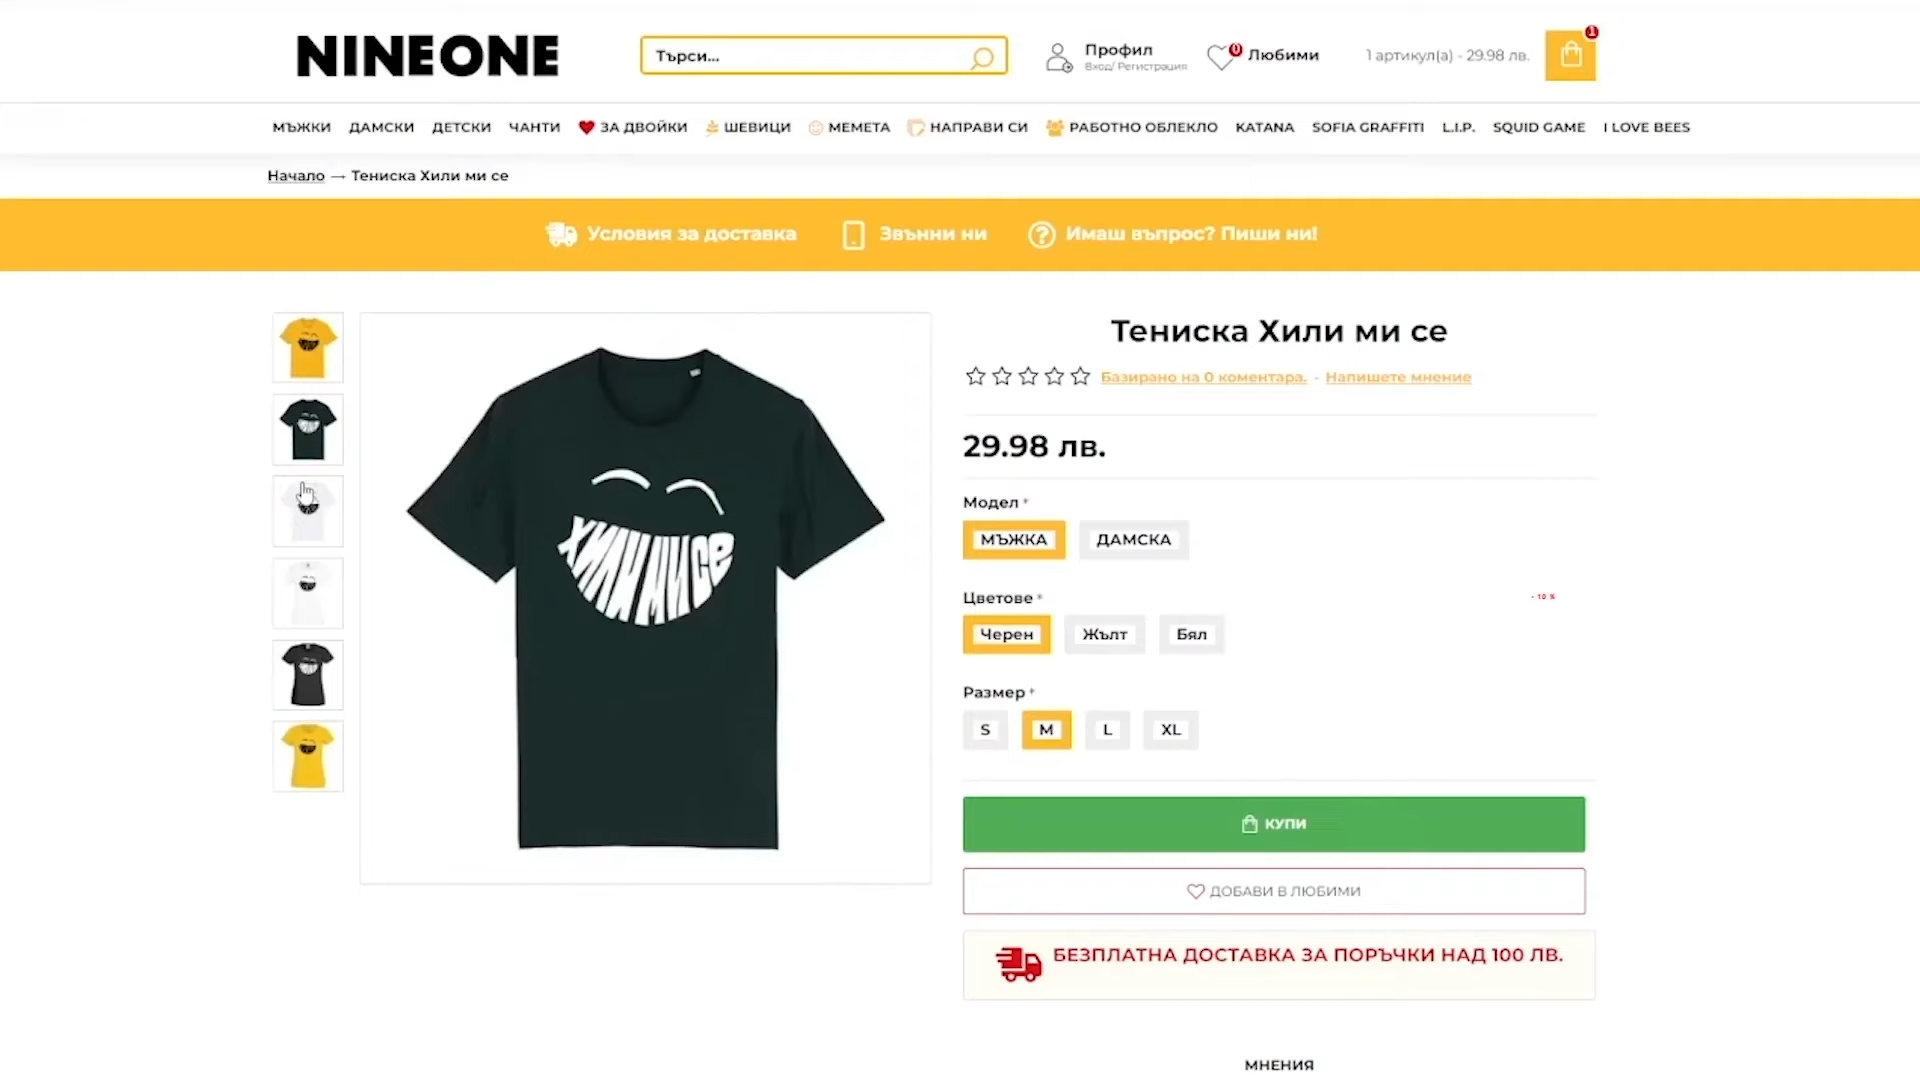 NINEONE
Търси...
Профил
Вход/ Регистрация
0
Любими
1 артикул(а) - 29.98 лв.
1
МЪЖКИ ДАМСКИ ДЕТСКИ ЧАНТИ ЗА ДВОЙКИ ШЕВИЦИ МЕМЕТА НАПРАВИ СИ РАБОТНО ОБЛЕКЛО KATANA SOFIA GRAFFITI L.I.P. SQUID GAME I LOVE BEES
Начало → Тениска Хили ми се
Условия за доставка Звънни ни Имаш въпрос? Пиши ни!
Тениска Хили ми се
Базирано на 0 коментара. - Напишете мнение
29.98 лв.
Модел *
МЪЖКА ДАМСКА
Цветове *
- 10 %
Черен Жълт Бял
Размер *
S M L XL
ХИЛИ МИ СЕ
КУПИ
ДОБАВИ В ЛЮБИМИ
БЕЗПЛАТНА ДОСТАВКА ЗА ПОРЪЧКИ НАД 100 ЛВ.
МНЕНИЯ